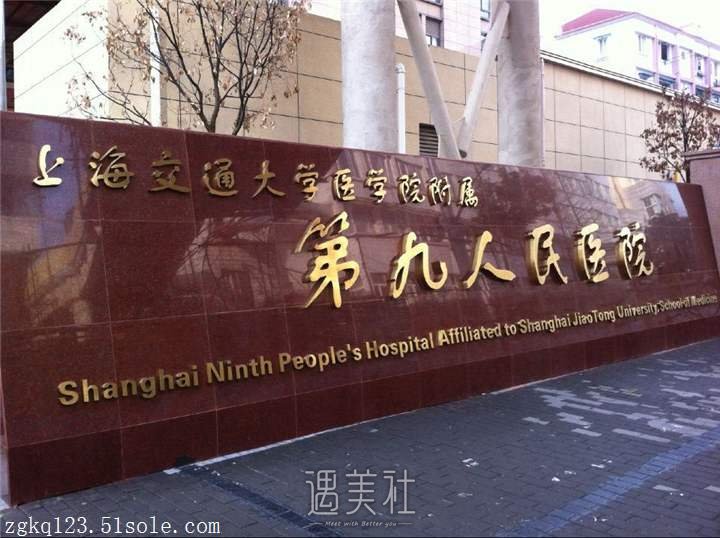 上海交通大学医学院附属
第九人民医院
Shanghai Ninth People's Hospital Affiliated to Shanghai JiaoTong University, School of Medicine
遇美社
Meet with Better you
zgkq123.51sole.com